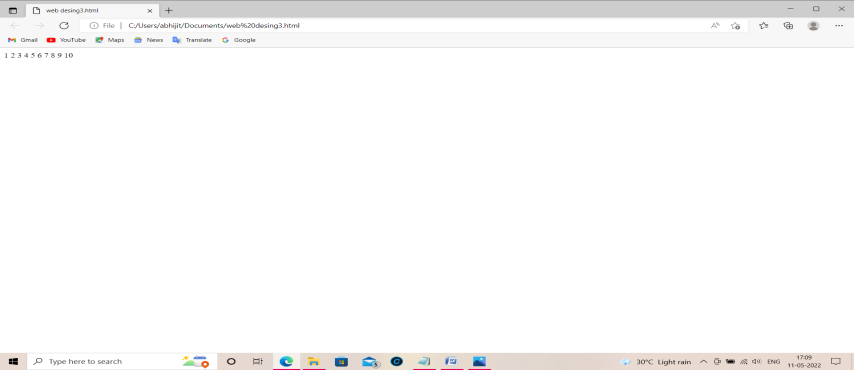 web desing3.html
File | C:/Users/abhijit/Documents/web%20desing3.html
Gmail YouTube Maps News Translate Google
1 2 3 4 5 6 7 8 9 10
Type here to search
30°C Light rain ENG 17:09
11-05-2022